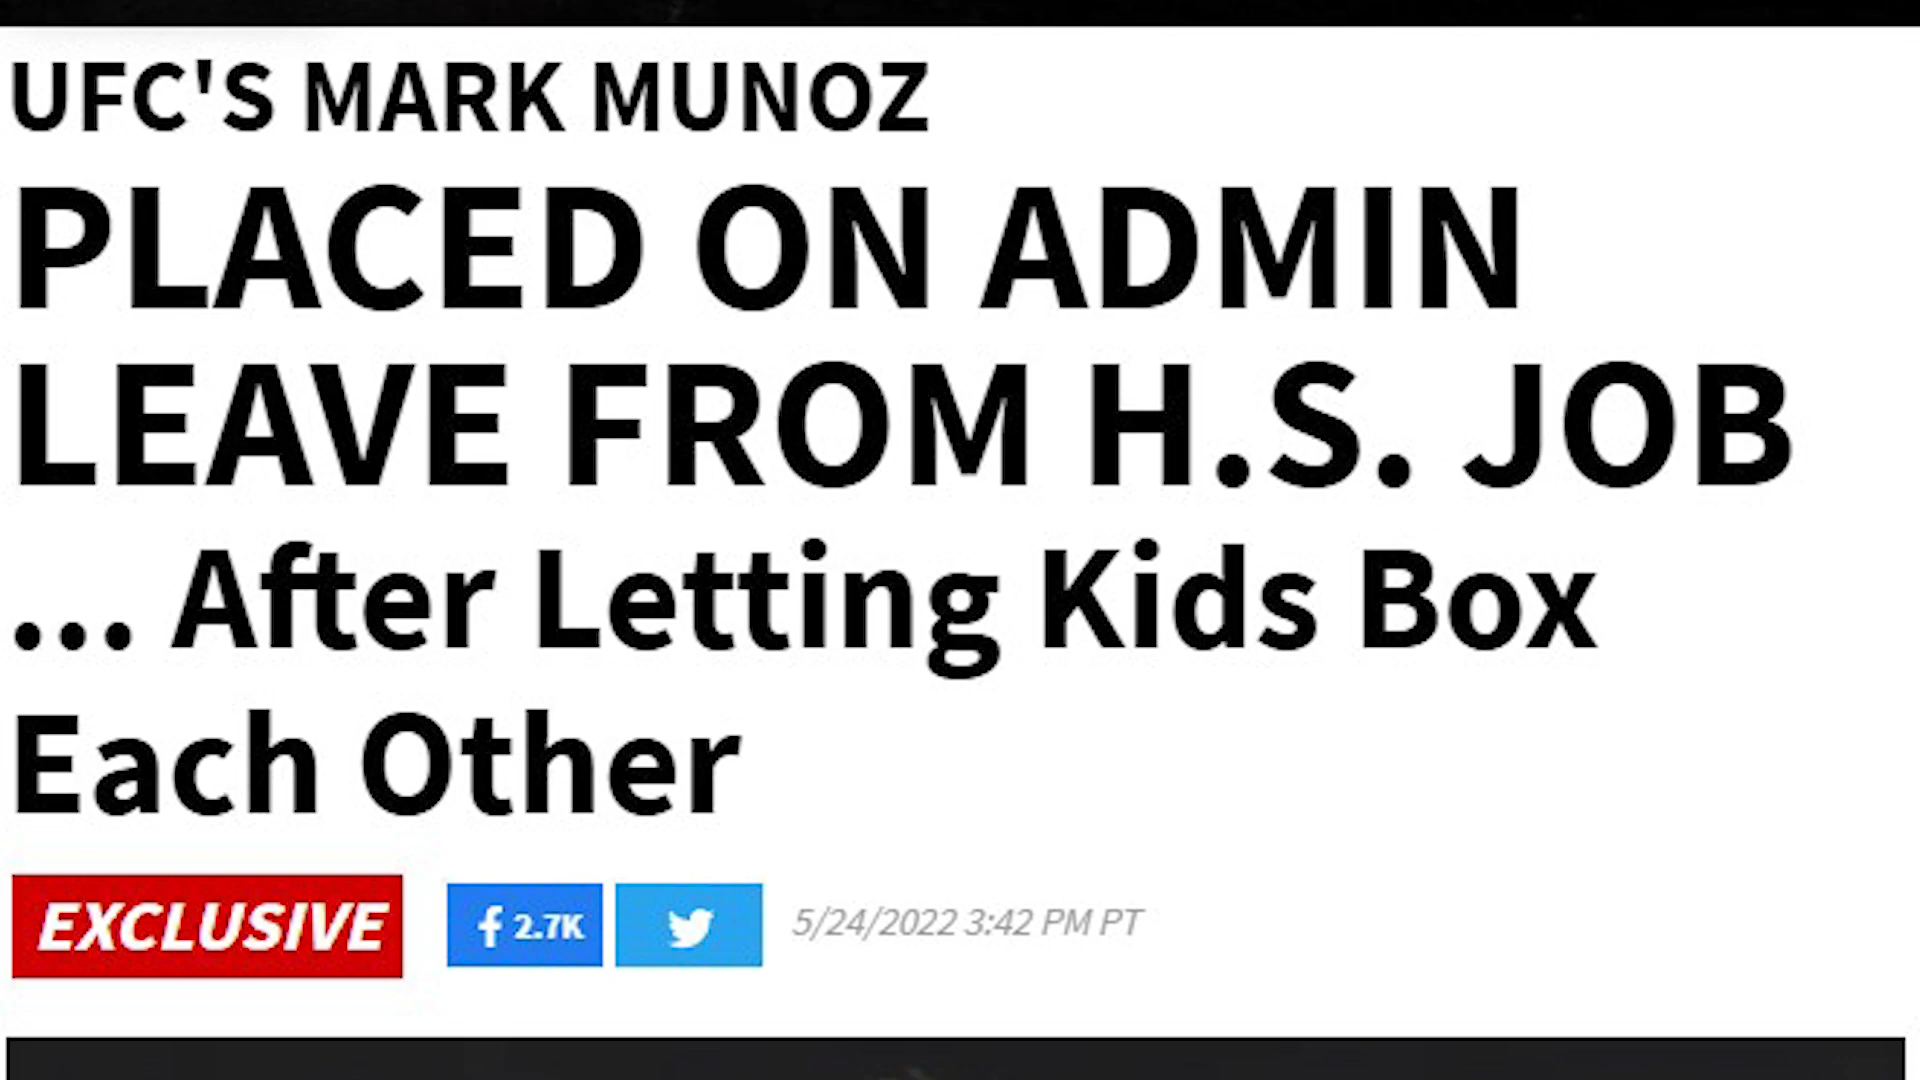 UFC'S MARK MUNOZ
PLACED ON ADMIN
LEAVE FROM H.S. JOB
... After Letting Kids Box
Each Other
EXCLUSIVE
2.7K
5/24/2022 3:42 PM PT